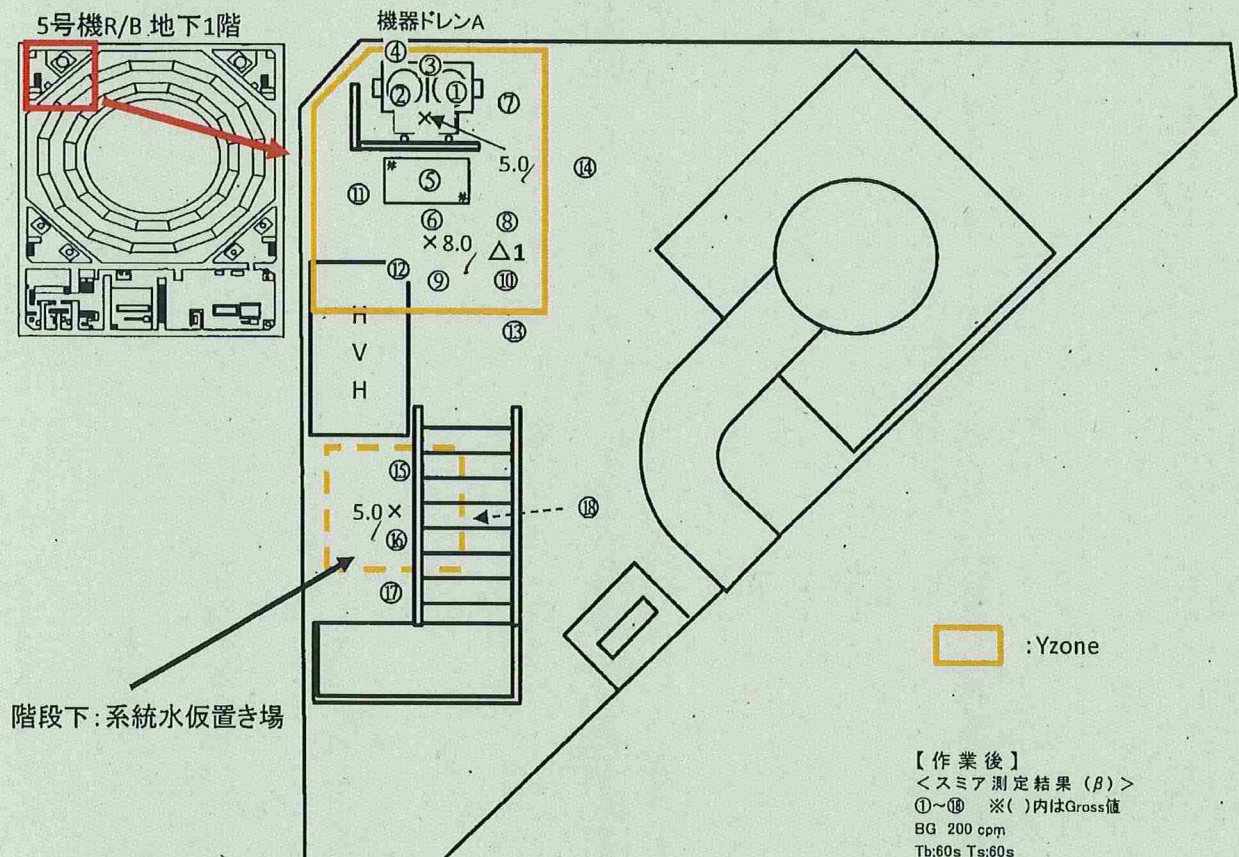 5号機R/B 地下1階
機器ドレンA
④
③
② ①
⑦
×
5.0/
⑭
* ⑤ *
⑪
⑥ ⑧
×8.0/ △1
⑫ ⑨ ⑩
⑬
H
V
H
⑮
5.0× ⑱
/ ⑯
⑰
:Yzone
階段下:系統水仮置き場
【作業後】
<スミア測定結果(β)>
①~⑱ ※( )内はGross値
BG 200 cpm
Tb:60s Ts:60s